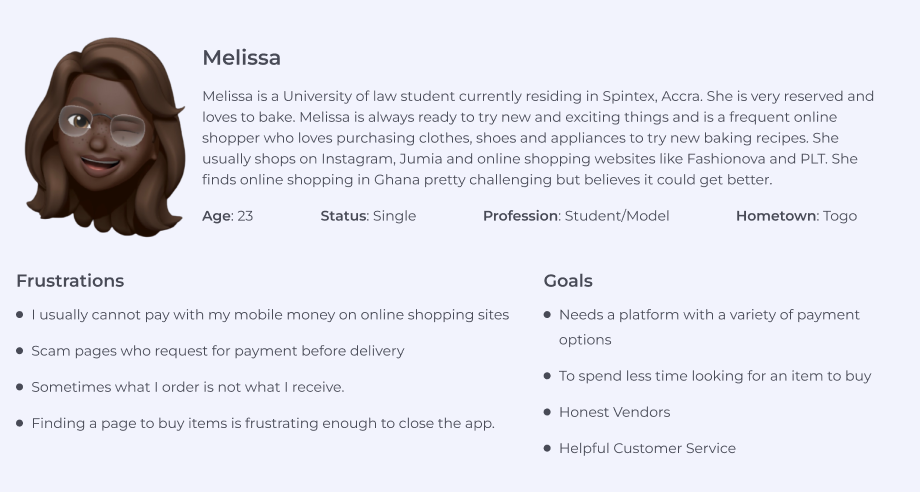 Melissa
Melissa is a University of law student currently residing in Spintex, Accra. She is very reserved and
loves to bake. Melissa is always ready to try new and exciting things and is a frequent online
shopper who loves purchasing clothes, shoes and appliances to try new baking recipes. She
usually shops on Instagram, Jumia and online shopping websites like Fashionova and PLT. She
finds online shopping in Ghana pretty challenging but believes it could get better.
Age: 23 Status: Single Profession: Student/Model Hometown: Togo
Frustrations
I usually cannot pay with my mobile money on online shopping sites
Scam pages who request for payment before delivery
Sometimes what I order is not what I receive.
Finding a page to buy items is frustrating enough to close the app.
Goals
Needs a platform with a variety of payment
options
To spend less time looking for an item to buy
Honest Vendors
Helpful Customer Service